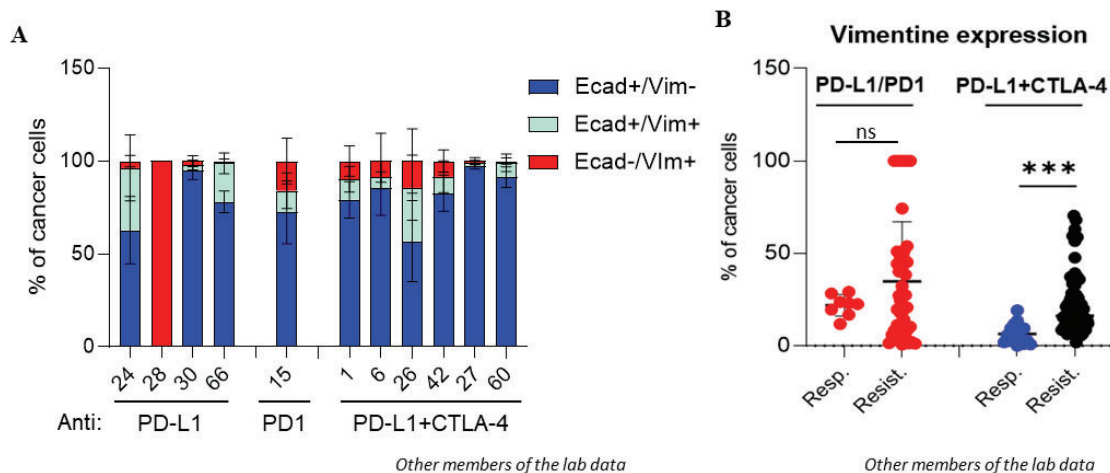 A
150
100
50
0
% of cancer cells
Ecad+/Vim-
Ecad+/Vim+
Ecad-/VIm+
24 28 30 66 15 1 6 26 42 27 60
Anti: PD-L1 PD1 PD-L1+CTLA-4
Other members of the lab data
B
Vimentine expression
PD-L1/PD1 PD-L1+CTLA-4
150
100
50
0
% of cancer cells
ns
***
Resp. Resist. Resp. Resist.
Other members of the lab data